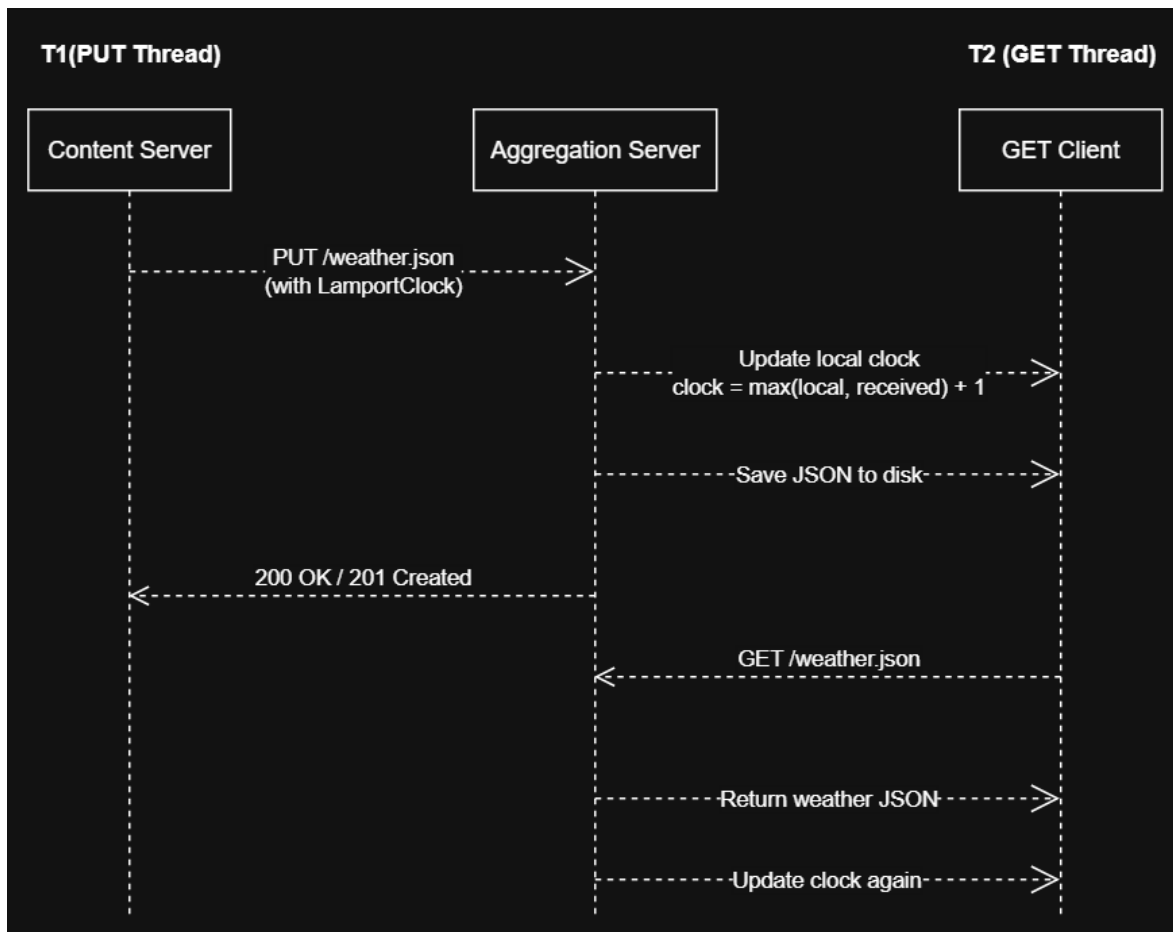 T1(PUT Thread)
T2 (GET Thread)
Content Server
Aggregation Server
GET Client
PUT /weather.json
(with LamportClock)
Update local clock
clock = max(local, received) + 1
Save JSON to disk
200 OK / 201 Created
GET /weather.json
Return weather JSON
Update clock again